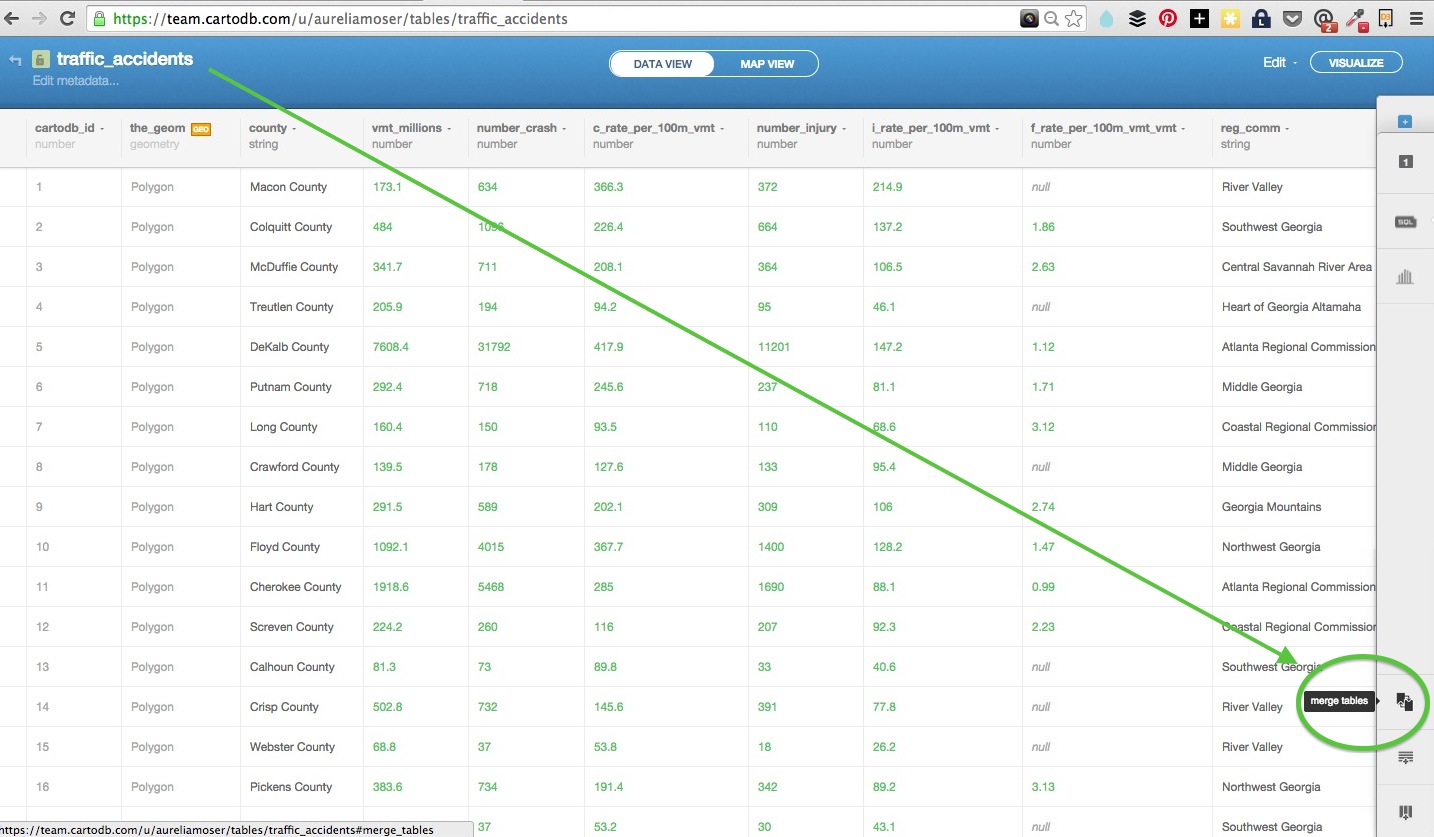 https://team.cartodb.com/u/aureliamoser/tables/traffic_accidents
2
traffic_accidents
Edit metadata...
DATA VIEW MAP VIEW
Edit VISUALIZE
cartodb_id the_geom GEO county vmt_millions number_crash c_rate_per_100m_vmt number_injury i_rate_per_100m_vmt f_rate_per_100m_vmt_vmt reg_comm
number geometry string number number number number number number string
1 Polygon Macon County 173.1 634 366.3 372 214.9 null River Valley
2 Polygon Colquitt County 484 1096 226.4 664 137.2 1.86 Southwest Georgia
3 Polygon McDuffie County 341.7 711 208.1 364 106.5 2.63 Central Savannah River Area
4 Polygon Treutlen County 205.9 194 94.2 95 46.1 null Heart of Georgia Altamaha
5 Polygon DeKalb County 7608.4 31792 417.9 11201 147.2 1.12 Atlanta Regional Commission
6 Polygon Putnam County 292.4 718 245.6 237 81.1 1.71 Middle Georgia
7 Polygon Long County 160.4 150 93.5 110 68.6 3.12 Coastal Regional Commission
8 Polygon Crawford County 139.5 178 127.6 133 95.4 null Middle Georgia
9 Polygon Hart County 291.5 589 202.1 309 106 2.74 Georgia Mountains
10 Polygon Floyd County 1092.1 4015 367.7 1400 128.2 1.47 Northwest Georgia
11 Polygon Cherokee County 1918.6 5468 285 1690 88.1 0.99 Atlanta Regional Commission
12 Polygon Screven County 224.2 260 116 207 92.3 2.23 Coastal Regional Commission
13 Polygon Calhoun County 81.3 73 89.8 33 40.6 null Southwest Georgia
14 Polygon Crisp County 502.8 732 145.6 391 77.8 null River Valley
15 Polygon Webster County 68.8 37 53.8 18 26.2 null River Valley
16 Polygon Pickens County 383.6 734 191.4 342 89.2 3.13 Northwest Georgia
37 53.2 30 43.1 null Southwest Georgia
1
SQL
merge tables
https://team.cartodb.com/u/aureliamoser/tables/traffic_accidents#merge_tables